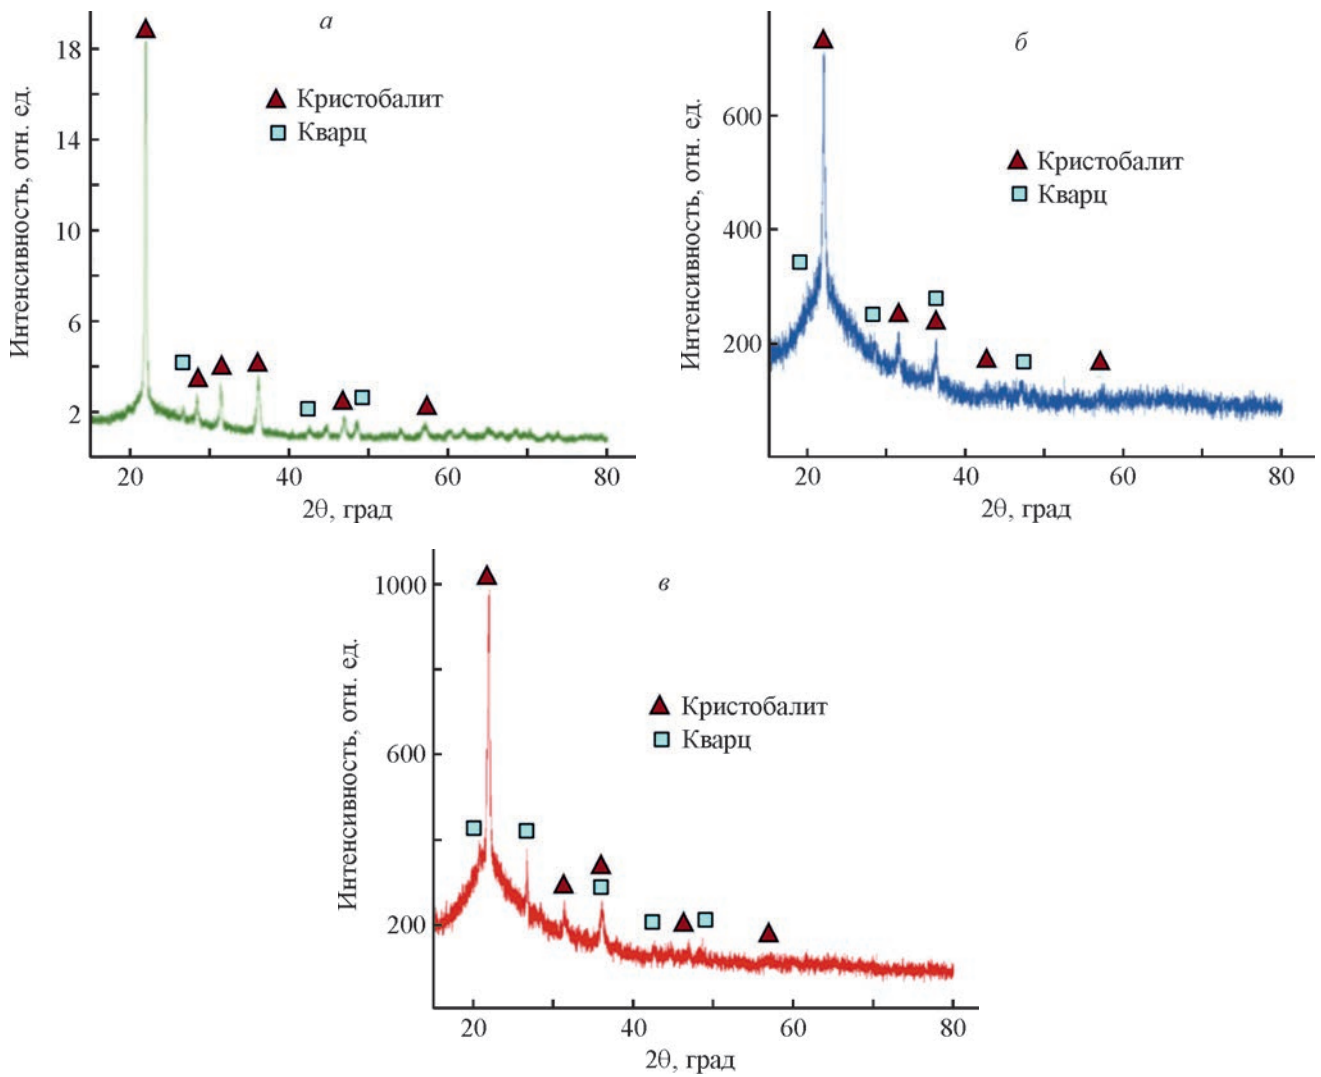 а
18
14
10
6
2
Интенсивность, отн. ед.
Кристобалит
Кварц
20 40 60 80
2θ, град
б
600
400
200
Интенсивность, отн. ед.
Кристобалит
Кварц
20 40 60 80
2θ, град
в
1000
600
200
Интенсивность, отн. ед.
Кристобалит
Кварц
20 40 60 80
2θ, град